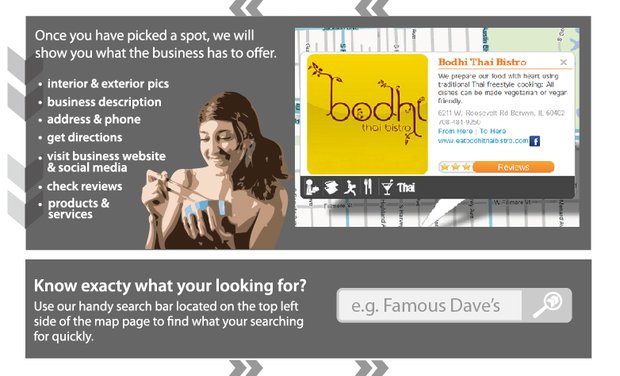 Once you have picked a spot, we will
show you what the business has to offer.
• interior & exterior pics
• business description
• address & phone
• get directions
• visit business website
& social media
• check reviews
• products &
services
bodhi
thai bistro
Bodhi Thai Bistro
We prepare our food with heart using
traditional Thai freestyle cooking: All
dishes can be made vegetarian or vegan
friendly.
6211 W. Roosevelt Rd Berwyn, IL 60402
708-481-9250
From Here | To Here
www.eatbodhithaibistro.com
Reviews
Thai
W. Fillmore St
Know exacty what your looking for?
Use our handy search bar located on the top left
side of the map page to find what your searching
for quickly.
e.g. Famous Dave's